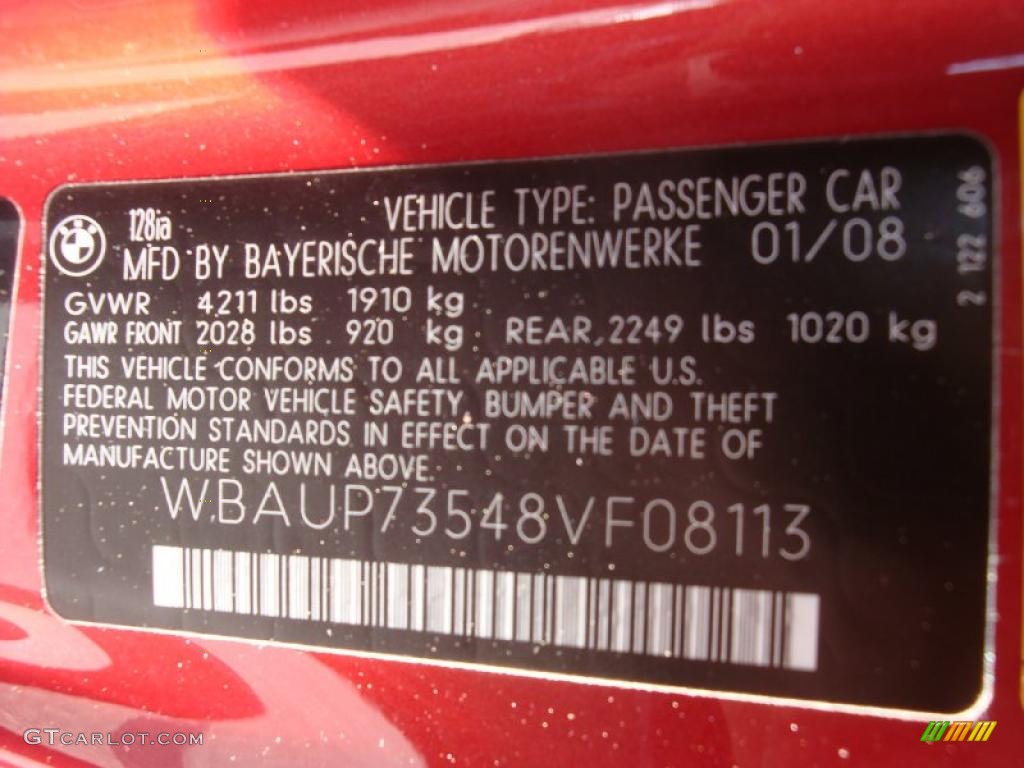 128ia VEHICLE TYPE: PASSENGER CAR
MFD BY BAYERISCHE MOTORENWERKE 01/08
GVWR 4211 lbs 1910 kg
GAWR FRONT 2028 lbs 920 kg REAR, 2249 lbs 1020 kg
THIS VEHICLE CONFORMS TO ALL APPLICABLE U.S.
FEDERAL MOTOR VEHICLE SAFETY, BUMPER AND THEFT
PREVENTION STANDARDS IN EFFECT ON THE DATE OF
MANUFACTURE SHOWN ABOVE.
WBAUP73548VF08113
2 122 606
GTCARLOT.COM